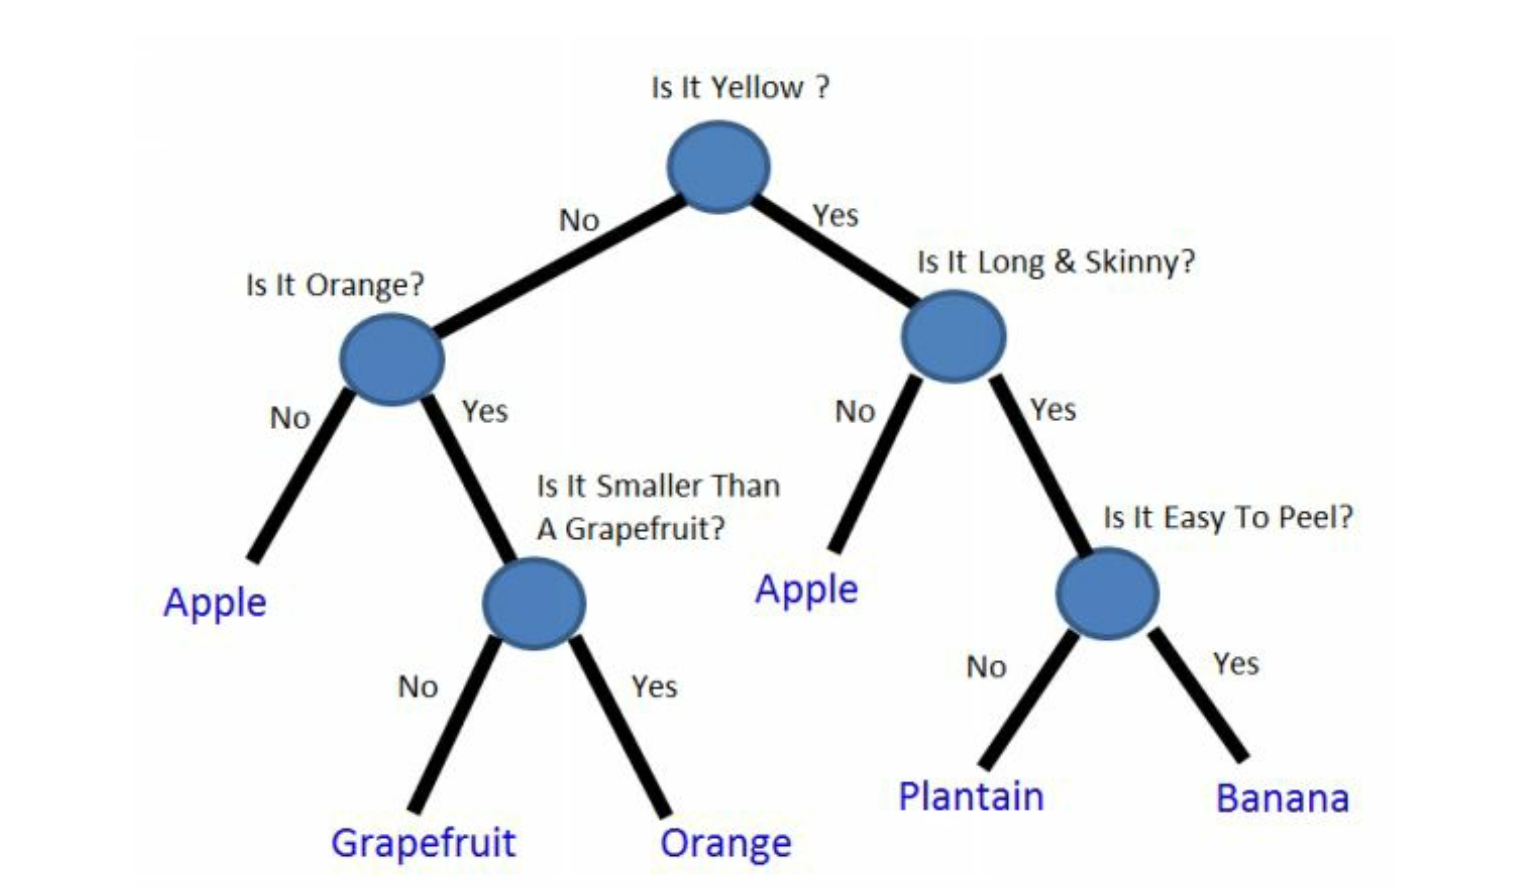 Is It Yellow ?
No
Yes
Is It Long & Skinny?
Is It Orange?
No
Yes
No
Yes
Is It Smaller Than
A Grapefruit?
Is It Easy To Peel?
Apple
Apple
No
Yes
No
Yes
Plantain
Banana
Grapefruit
Orange